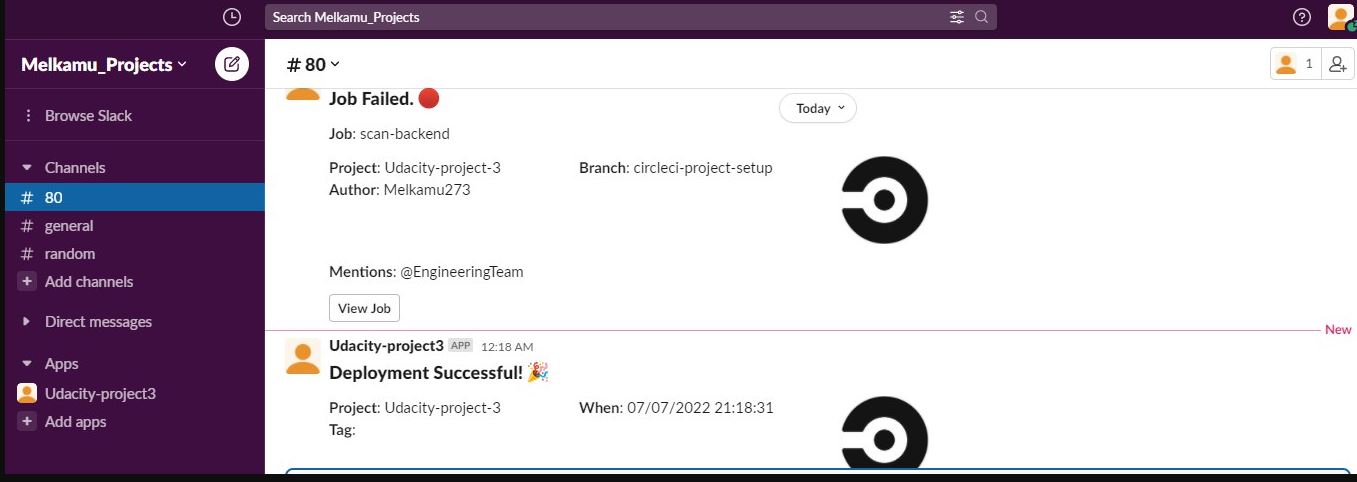 Search Melkamu_Projects
Melkamu_Projects
Browse Slack
Channels
# 80
# general
# random
+ Add channels
Direct messages
Apps
Udacity-project3
+ Add apps
# 80
1
Job Failed.
Today
Job: scan-backend
Project: Udacity-project-3 Branch: circleci-project-setup
Author: Melkamu273
Mentions: @EngineeringTeam
View Job
New
Udacity-project3 APP 12:18 AM
Deployment Successful! 🎉
Project: Udacity-project-3 When: 07/07/2022 21:18:31
Tag: